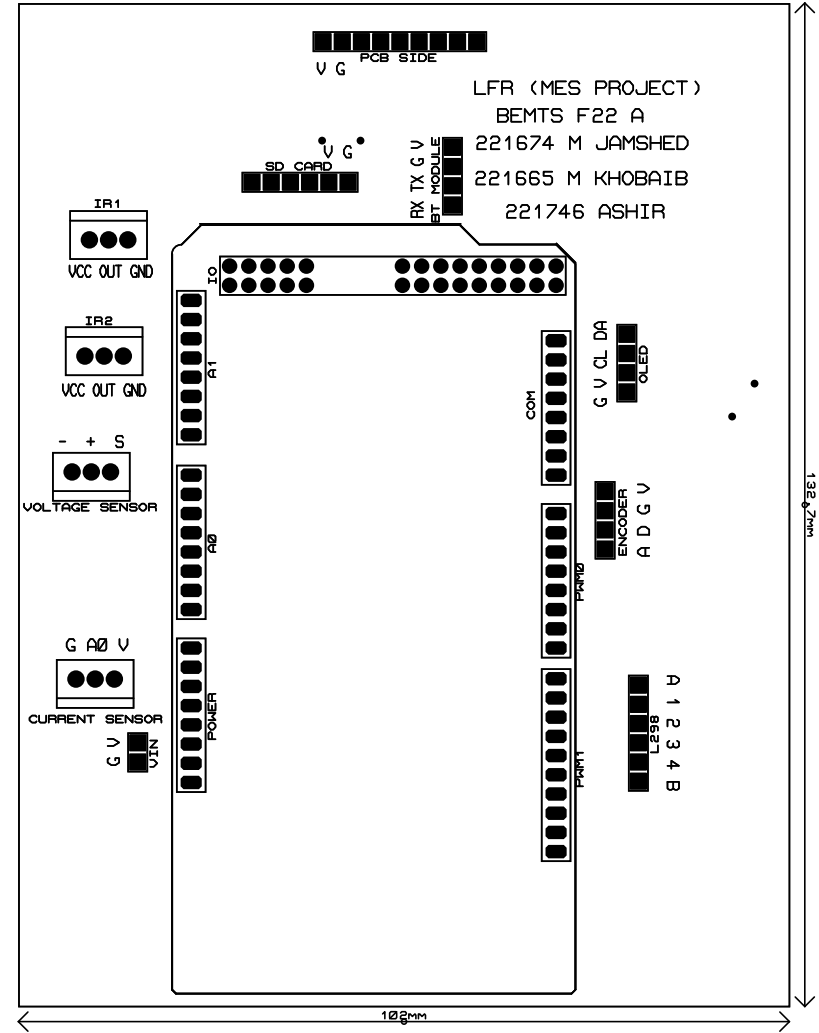 PCB SIDE
V G
LFR (MES PROJECT)
BEMTS F22 A
221674 M JAMSHED
221665 M KHOBAIB
221746 ASHIR
V G
SD CARD
RX TX G V
BT MODULE
IR1
VCC OUT GND
IO
IR2
VCC OUT GND
A1
G V CL DA
OLED
COM
- + S
VOLTAGE SENSOR
A0
ENCODER
A D G V
PWM0
132.7mm
G A0 V
CURRENT SENSOR
G V
VIN
POWER
PWM1
L298
A 1 2 3 4 B
102mm